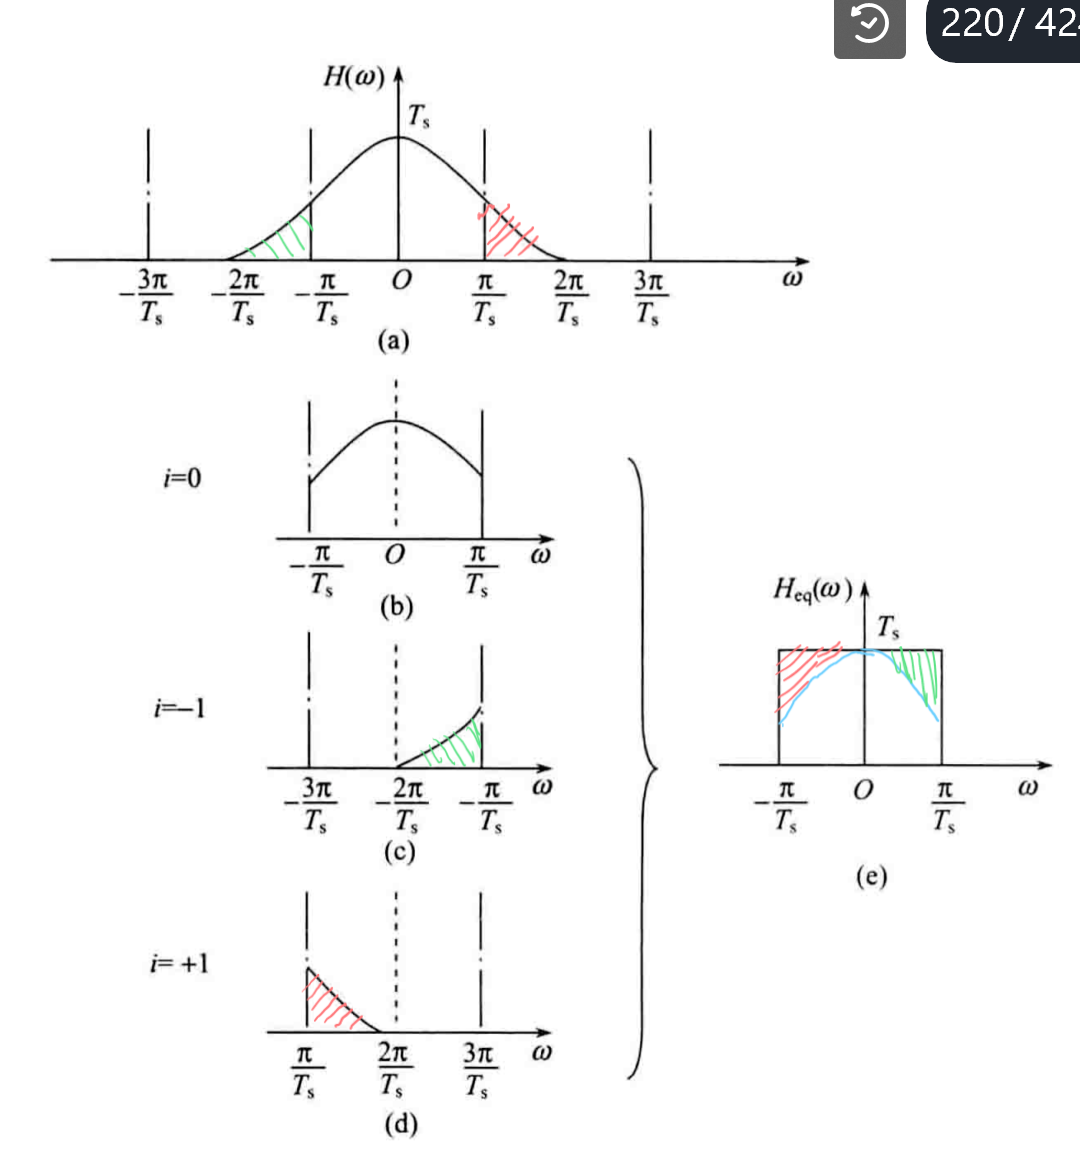 220/ 42
H(ω)
Tₛ
-3π/Tₛ -2π/Tₛ -π/Tₛ O π/Tₛ 2π/Tₛ 3π/Tₛ ω
(a)
i=0
-π/Tₛ O π/Tₛ ω
(b)
i=-1
-3π/Tₛ -2π/Tₛ -π/Tₛ ω
(c)
i= +1
π/Tₛ 2π/Tₛ 3π/Tₛ ω
(d)
H_eq(ω)
Tₛ
-π/Tₛ O π/Tₛ ω
(e)